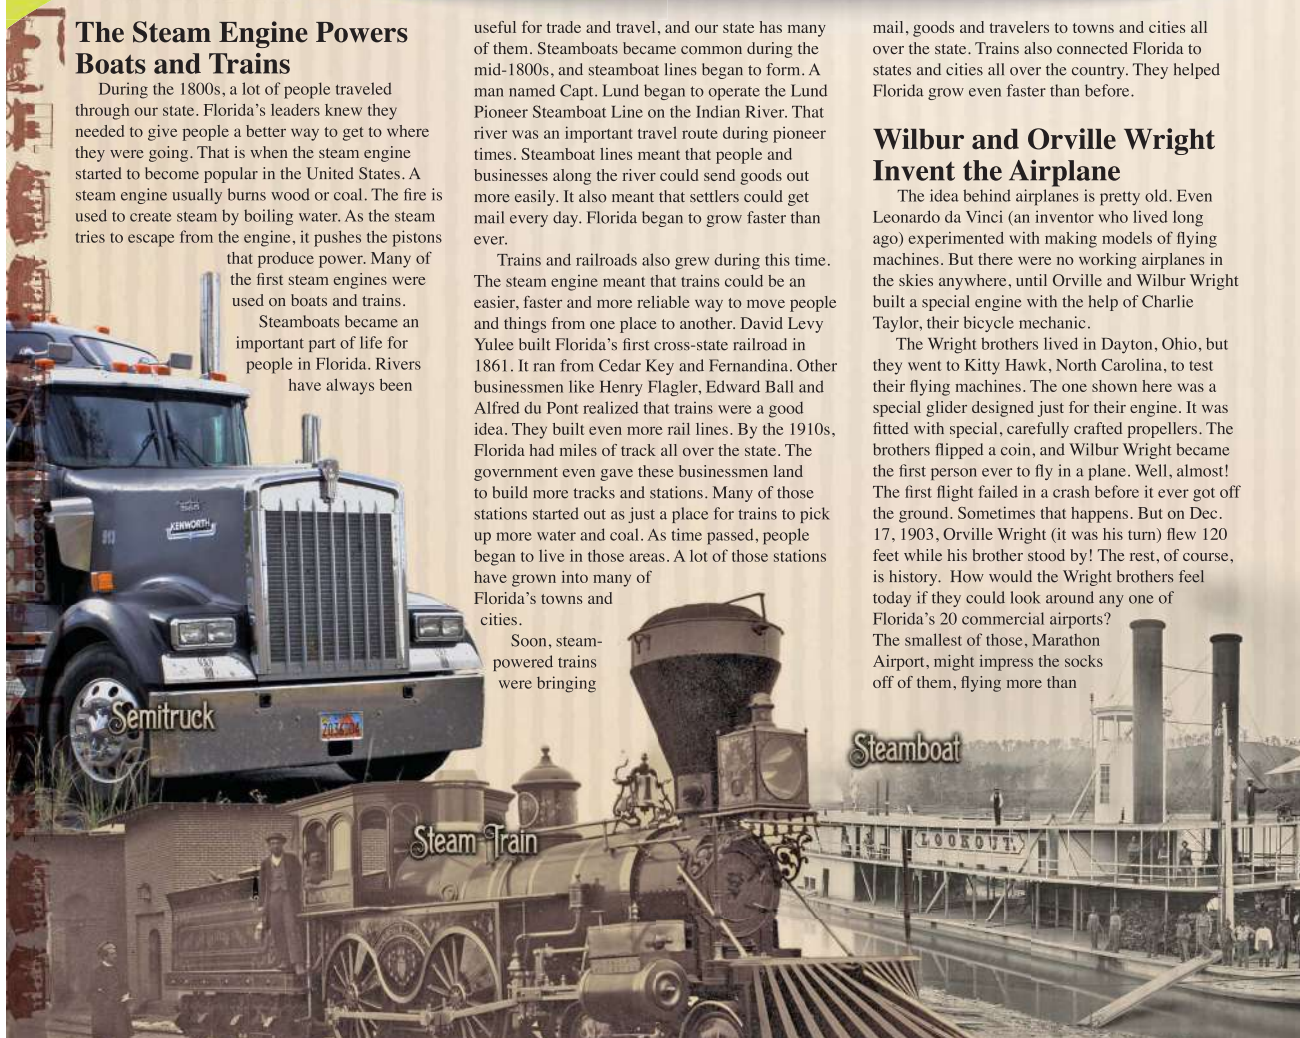 The Steam Engine Powers
Boats and Trains
During the 1800s, a lot of people traveled
through our state. Florida's leaders knew they
needed to give people a better way to get to where
they were going. That is when the steam engine
started to become popular in the United States. A
steam engine usually burns wood or coal. The fire is
used to create steam by boiling water. As the steam
tries to escape from the engine, it pushes the pistons
that produce power. Many of
the first steam engines were
used on boats and trains.
Steamboats became an
important part of life for
people in Florida. Rivers
have always been
useful for trade and travel, and our state has many
of them. Steamboats became common during the
mid-1800s, and steamboat lines began to form. A
man named Capt. Lund began to operate the Lund
Pioneer Steamboat Line on the Indian River. That
river was an important travel route during pioneer
times. Steamboat lines meant that people and
businesses along the river could send goods out
more easily. It also meant that settlers could get
mail every day. Florida began to grow faster than
ever.
Trains and railroads also grew during this time.
The steam engine meant that trains could be an
easier, faster and more reliable way to move people
and things from one place to another. David Levy
Yulee built Florida's first cross-state railroad in
1861. It ran from Cedar Key and Fernandina. Other
businessmen like Henry Flagler, Edward Ball and
Alfred du Pont realized that trains were a good
idea. They built even more rail lines. By the 1910s,
Florida had miles of track all over the state. The
government even gave these businessmen land
to build more tracks and stations. Many of those
stations started out as just a place for trains to pick
up more water and coal. As time passed, people
began to live in those areas. A lot of those stations
have grown into many of
Florida's towns and
cities.
Soon, steam-
powered trains
were bringing
mail, goods and travelers to towns and cities all
over the state. Trains also connected Florida to
states and cities all over the country. They helped
Florida grow even faster than before.
Wilbur and Orville Wright
Invent the Airplane
The idea behind airplanes is pretty old. Even
Leonardo da Vinci (an inventor who lived long
ago) experimented with making models of flying
machines. But there were no working airplanes in
the skies anywhere, until Orville and Wilbur Wright
built a special engine with the help of Charlie
Taylor, their bicycle mechanic.
The Wright brothers lived in Dayton, Ohio, but
they went to Kitty Hawk, North Carolina, to test
their flying machines. The one shown here was a
special glider designed just for their engine. It was
fitted with special, carefully crafted propellers. The
brothers flipped a coin, and Wilbur Wright became
the first person ever to fly in a plane. Well, almost!
The first flight failed in a crash before it ever got off
the ground. Sometimes that happens. But on Dec.
17, 1903, Orville Wright (it was his turn) flew 120
feet while his brother stood by! The rest, of course,
is history. How would the Wright brothers feel
today if they could look around any one of
Florida's 20 commercial airports?
The smallest of those, Marathon
Airport, might impress the socks
off of them, flying more than
KENWORTH
Semitruck
Steam Train
Steamboat
LOOKOUT.